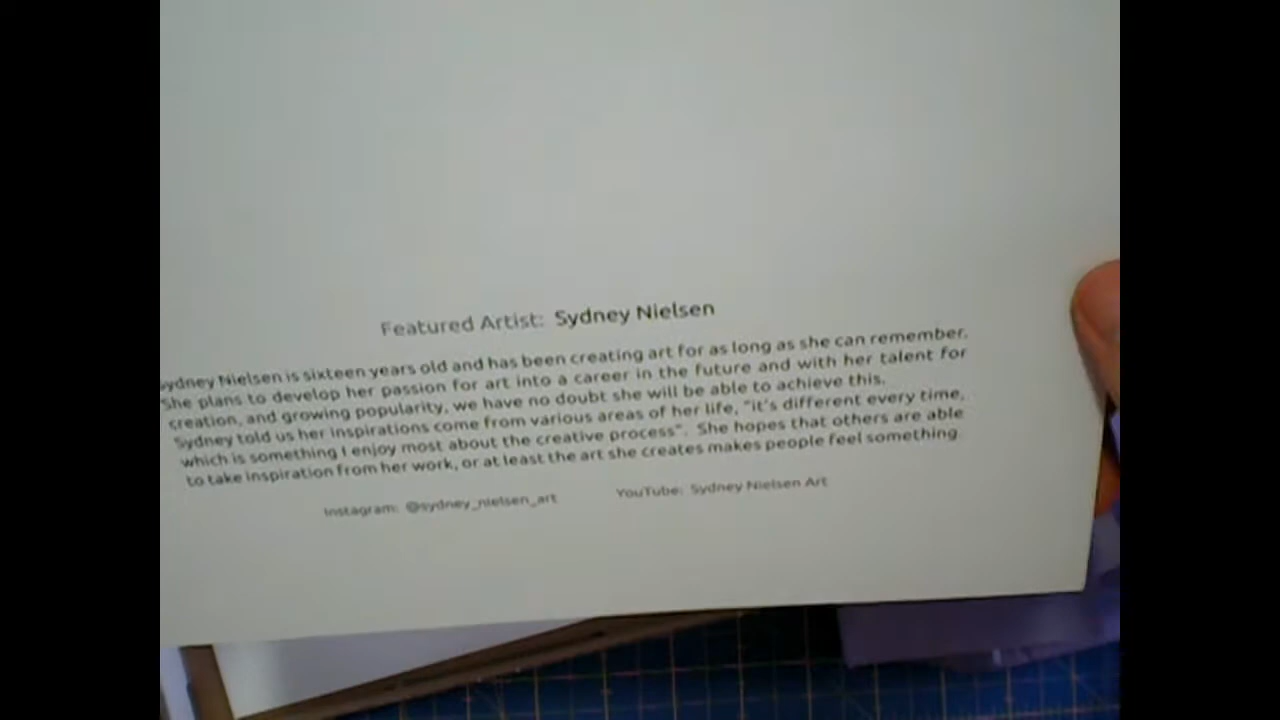 Featured Artist: Sydney Nielsen
Sydney Nielsen is sixteen years old and has been creating art for as long as she can remember.
She plans to develop her passion for art into a career in the future and with her talent for
creation, and growing popularity, we have no doubt she will be able to achieve this.
Sydney told us her inspirations come from various areas of her life, "it's different every time,
which is something I enjoy most about the creative process". She hopes that others are able
to take inspiration from her work, or at least the art she creates makes people feel something.
Instagram: @sydney_nielsen_art YouTube: Sydney Nielsen Art